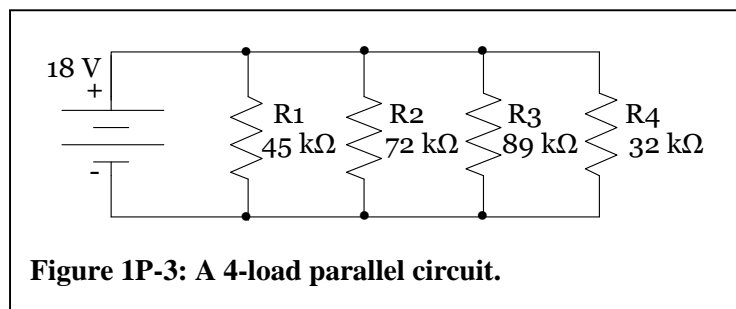 18 V
+
-
R1
45 kΩ
R2
72 kΩ
R3
89 kΩ
R4
32 kΩ
Figure 1P-3: A 4-load parallel circuit.